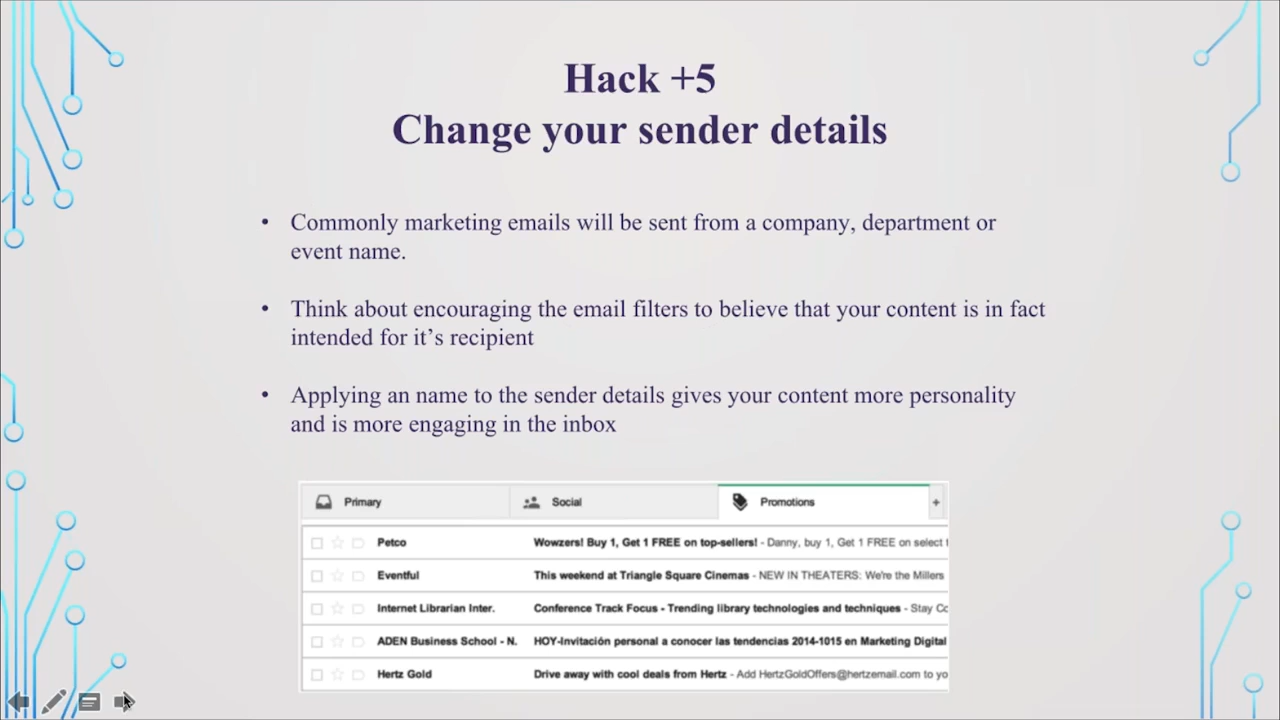 Hack +5
Change your sender details
• Commonly marketing emails will be sent from a company, department or
event name.
• Think about encouraging the email filters to believe that your content is in fact
intended for it’s recipient
• Applying an name to the sender details gives your content more personality
and is more engaging in the inbox
Primary Social Promotions +
Petco Wowzers! Buy 1, Get 1 FREE on top-sellers! - Danny, buy 1, Get 1 FREE on select
Eventful This weekend at Triangle Square Cinemas - NEW IN THEATERS: We're the Millers
Internet Librarian Inter. Conference Track Focus - Trending library technologies and techniques - Stay
ADEN Business School - N. HOY-Invitación personal a conocer las tendencias 2014-1015 en Marketing Digital
Hertz Gold Drive away with cool deals from Hertz - Add HertzGoldOffers@hertzemail.com to yo